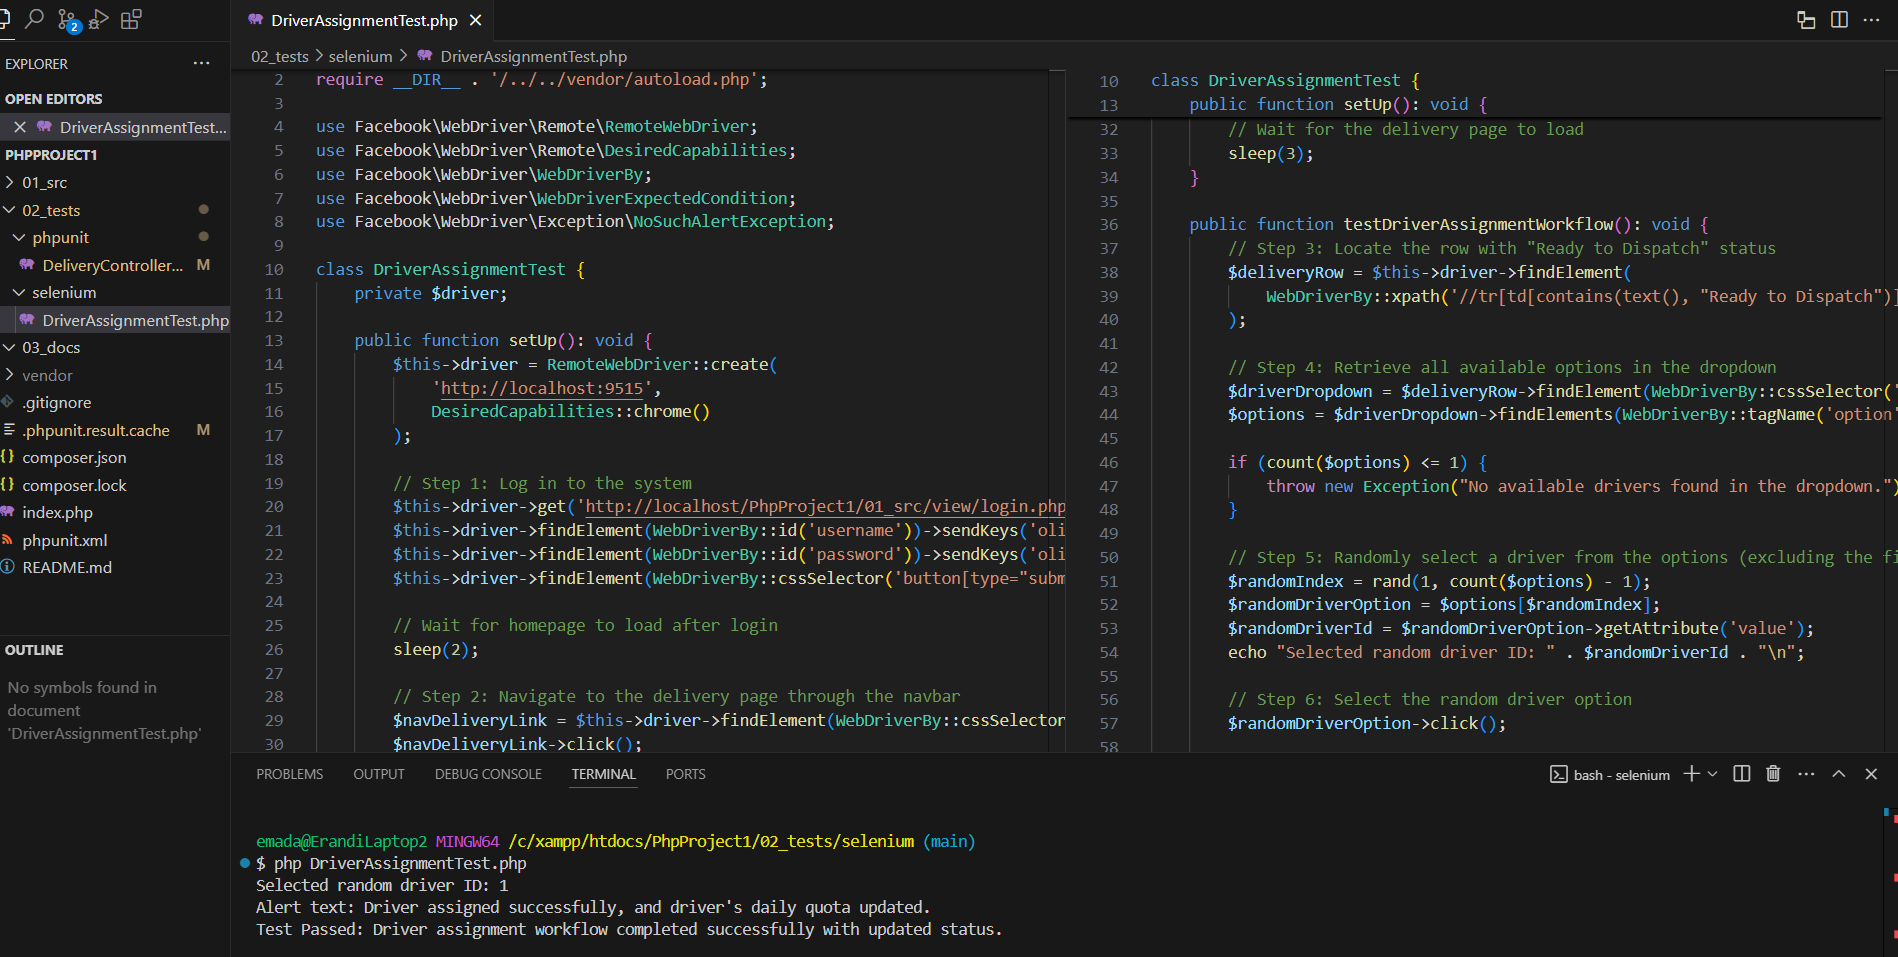 2
EXPLORER
OPEN EDITORS
DriverAssignmentTest...
PHPPROJECT1
01_src
02_tests
phpunit
DeliveryController... M
selenium
DriverAssignmentTest.php
03_docs
vendor
.gitignore
.phpunit.result.cache M
composer.json
composer.lock
index.php
phpunit.xml
README.md
OUTLINE
No symbols found in
document
'DriverAssignmentTest.php'
DriverAssignmentTest.php
02_tests > selenium > DriverAssignmentTest.php
2 require __DIR__ . '/../../vendor/autoload.php';
3
4 use Facebook\WebDriver\Remote\RemoteWebDriver;
5 use Facebook\WebDriver\Remote\DesiredCapabilities;
6 use Facebook\WebDriver\WebDriverBy;
7 use Facebook\WebDriver\WebDriverExpectedCondition;
8 use Facebook\WebDriver\Exception\NoSuchAlertException;
9
10 class DriverAssignmentTest {
11 private $driver;
12
13 public function setUp(): void {
14 $this->driver = RemoteWebDriver::create(
15 'http://localhost:9515',
16 DesiredCapabilities::chrome()
17 );
18
19 // Step 1: Log in to the system
20 $this->driver->get('http://localhost/PhpProject1/01_src/view/login.php
21 $this->driver->findElement(WebDriverBy::id('username'))->sendKeys('oli
22 $this->driver->findElement(WebDriverBy::id('password'))->sendKeys('oli
23 $this->driver->findElement(WebDriverBy::cssSelector('button[type="subm
24
25 // Wait for homepage to load after login
26 sleep(2);
27
28 // Step 2: Navigate to the delivery page through the navbar
29 $navDeliveryLink = $this->driver->findElement(WebDriverBy::cssSelector
30 $navDeliveryLink->click();
10 class DriverAssignmentTest {
13 public function setUp(): void {
32 // Wait for the delivery page to load
33 sleep(3);
34 }
35
36 public function testDriverAssignmentWorkflow(): void {
37 // Step 3: Locate the row with "Ready to Dispatch" status
38 $deliveryRow = $this->driver->findElement(
39 WebDriverBy::xpath('//tr[td[contains(text(), "Ready to Dispatch")]
40 );
41
42 // Step 4: Retrieve all available options in the dropdown
43 $driverDropdown = $deliveryRow->findElement(WebDriverBy::cssSelector('
44 $options = $driverDropdown->findElements(WebDriverBy::tagName('option'
45
46 if (count($options) <= 1) {
47 throw new Exception("No available drivers found in the dropdown.")
48 }
49
50 // Step 5: Randomly select a driver from the options (excluding the fi
51 $randomIndex = rand(1, count($options) - 1);
52 $randomDriverOption = $options[$randomIndex];
53 $randomDriverId = $randomDriverOption->getAttribute('value');
54 echo "Selected random driver ID: " . $randomDriverId . "\n";
55
56 // Step 6: Select the random driver option
57 $randomDriverOption->click();
58
PROBLEMS OUTPUT DEBUG CONSOLE TERMINAL PORTS
bash - selenium
emada@ErandiLaptop2 MINGW64 /c/xampp/htdocs/PhpProject1/02_tests/selenium (main)
$ php DriverAssignmentTest.php
Selected random driver ID: 1
Alert text: Driver assigned successfully, and driver's daily quota updated.
Test Passed: Driver assignment workflow completed successfully with updated status.